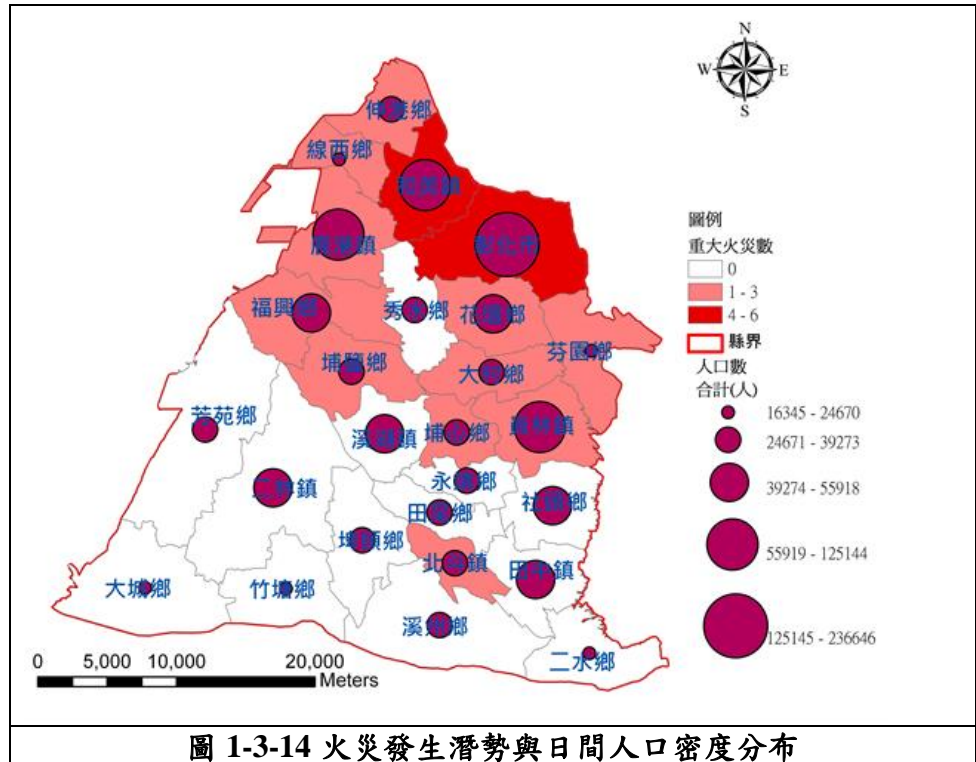 N
W E
S
伸港鄉
線西鄉
和美鎮
鹿港鎮
彰化市
福興鄉
秀水鄉
花壇鄉
芬園鄉
埔鹽鄉
大村鄉
芳苑鄉
溪湖鎮
埔心鄉
員林鎮
二林鎮
永靖鄉
社頭鄉
田尾鄉
埤頭鄉
北斗鎮
田中鎮
大城鄉
竹塘鄉
溪州鄉
二水鄉
圖例
重大火災數
0
1 - 3
4 - 6
縣界
人口數
合計(人)
16345 - 24670
24671 - 39273
39274 - 55918
55919 - 125144
125145 - 236646
0 5,000 10,000 20,000
Meters
圖 1-3-14 火災發生潛勢與日間人口密度分布